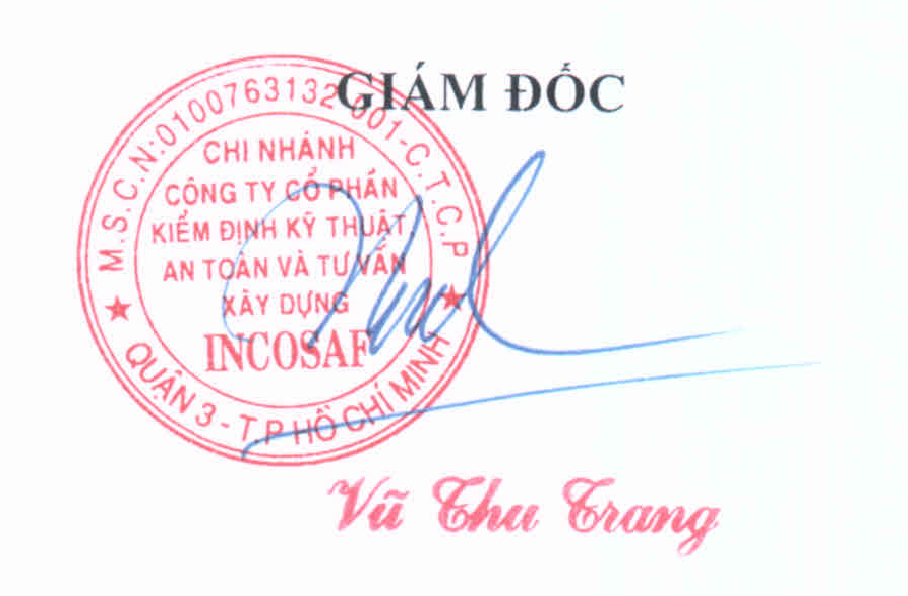 GIÁM ĐỐC
M.S.C.N:0100763132-001-C.T.C.P
CHI NHÁNH
CÔNG TY CỔ PHẦN
KIỂM ĐỊNH KỸ THUẬT,
AN TOÀN VÀ TƯ VẤN
XÂY DỰNG
INCOSAF
QUẬN 3 - T.P HỒ CHÍ MINH
Vũ Thu Trang